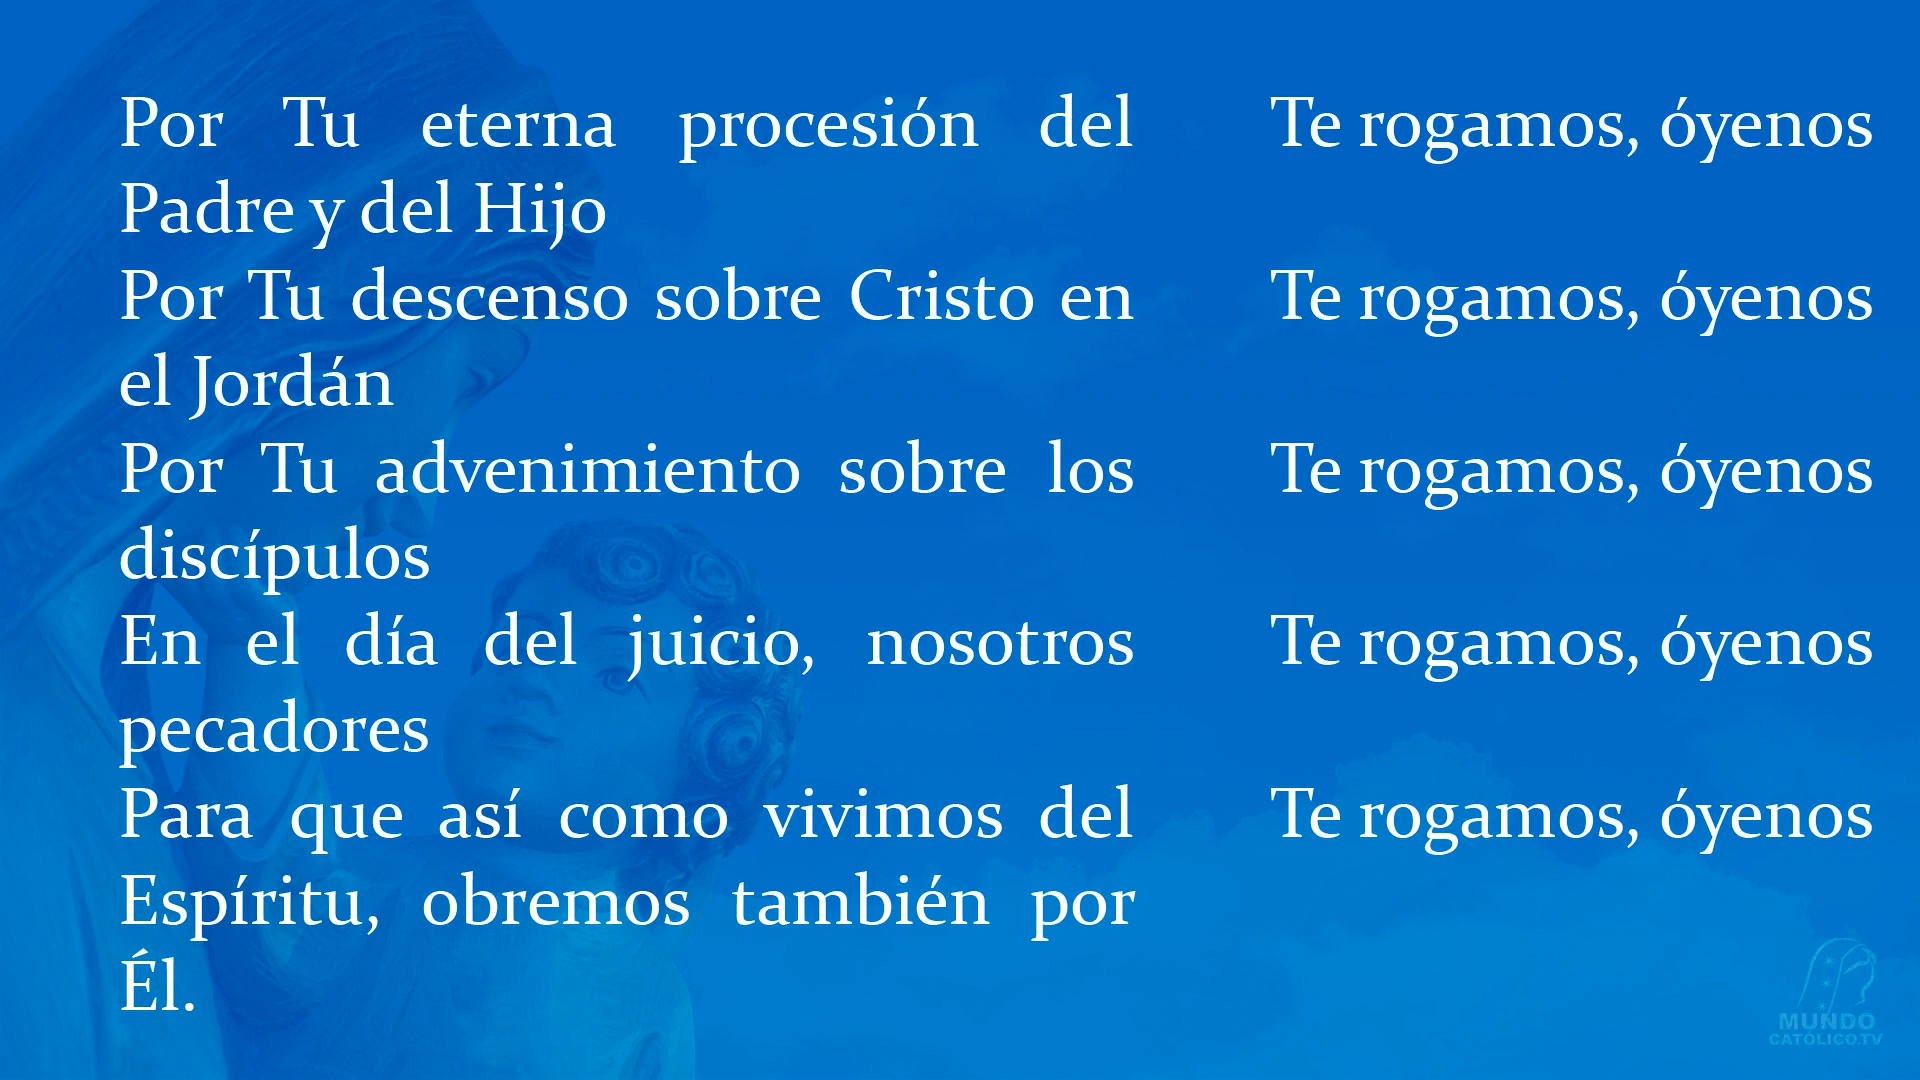 Por Tu eterna procesión del Te rogamos, óyenos
Padre y del Hijo
Por Tu descenso sobre Cristo en Te rogamos, óyenos
el Jordán
Por Tu advenimiento sobre los Te rogamos, óyenos
discípulos
En el día del juicio, nosotros Te rogamos, óyenos
pecadores
Para que así como vivimos del Te rogamos, óyenos
Espíritu, obremos también por
Él.
MUNDO
CATOLICO.TV